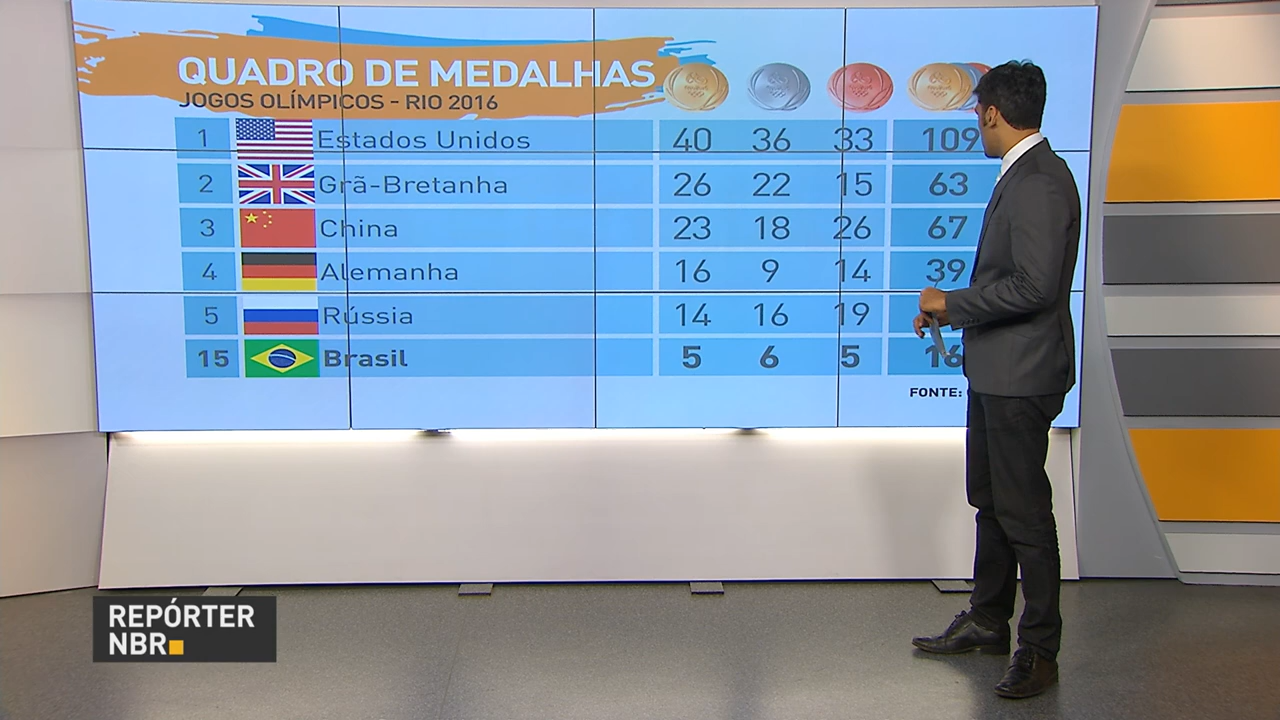 QUADRO DE MEDALHAS
JOGOS OLÍMPICOS - RIO 2016
1 Estados Unidos 40 36 33 109
2 Grã-Bretanha 26 22 15 63
3 China 23 18 26 67
4 Alemanha 16 9 14 39
5 Rússia 14 16 19
15 Brasil 5 6 5 16
FONTE:
REPÓRTER
NBR